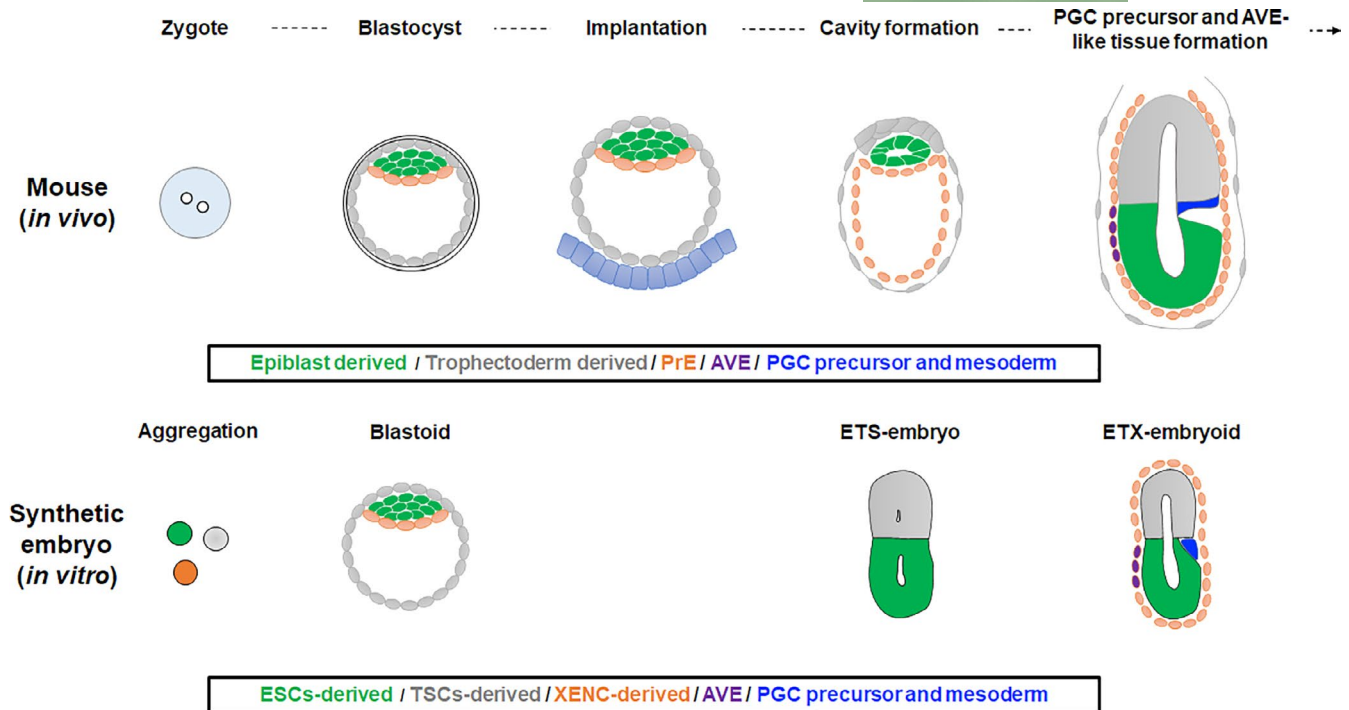 Zygote
Blastocyst
Implantation
Cavity formation
PGC precursor and AVE-
like tissue formation
Mouse
(in vivo)
Epiblast derived / Trophectoderm derived / PrE / AVE / PGC precursor and mesoderm
Aggregation
Blastoid
ETS-embryo
ETX-embryoid
Synthetic
embryo
(in vitro)
ESCs-derived / TSCs-derived / XENC-derived / AVE / PGC precursor and mesoderm